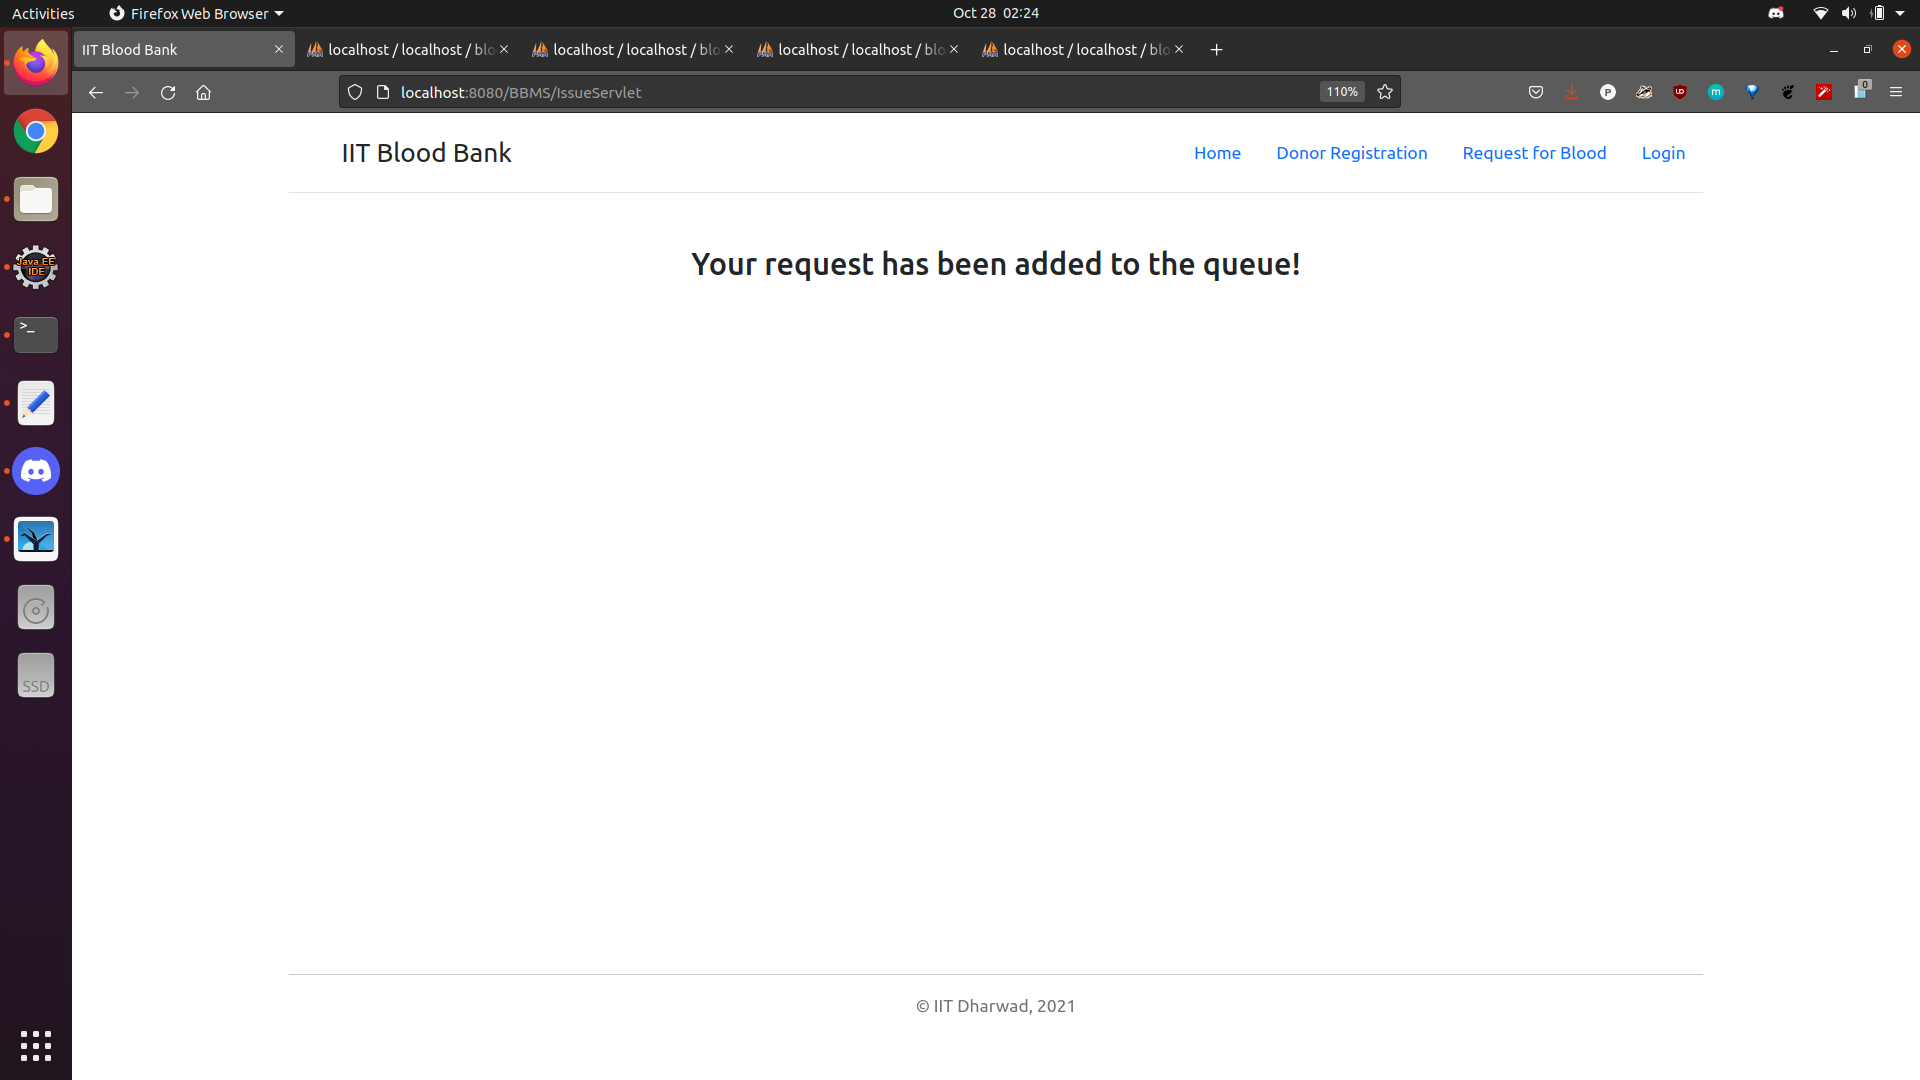 Activities
Firefox Web Browser
Oct 28 02:24
IIT Blood Bank
localhost / localhost / blo
localhost / localhost / blo
localhost / localhost / blo
localhost / localhost / blo
localhost:8080/BBMS/IssueServlet
110%
P
m
0
Java EE
IDE
>_
SSD
IIT Blood Bank
Home
Donor Registration
Request for Blood
Login
Your request has been added to the queue!
© IIT Dharwad, 2021